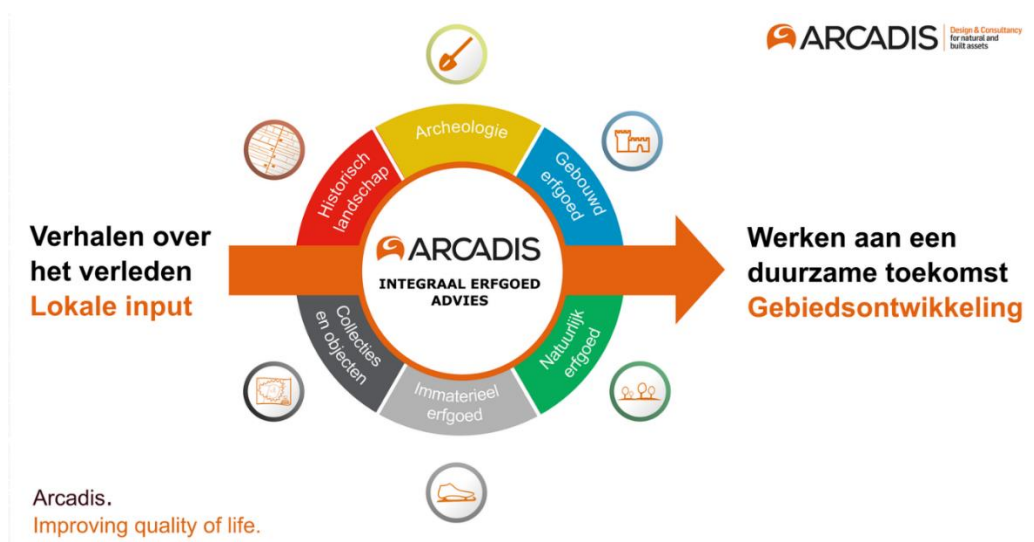 ARCADIS
Design & Consultancy
for natural and
built assets
Archeologie
Historisch
landschap
Gebouwd
erfgoed
Verhalen over
het verleden
Lokale input
ARCADIS
INTEGRAAL ERFGOED
ADVIES
Werken aan een
duurzame toekomst
Gebiedsontwikkeling
Collecties
en objecten
Immaterieel
erfgoed
Natuurlijk
erfgoed
Arcadis.
Improving quality of life.